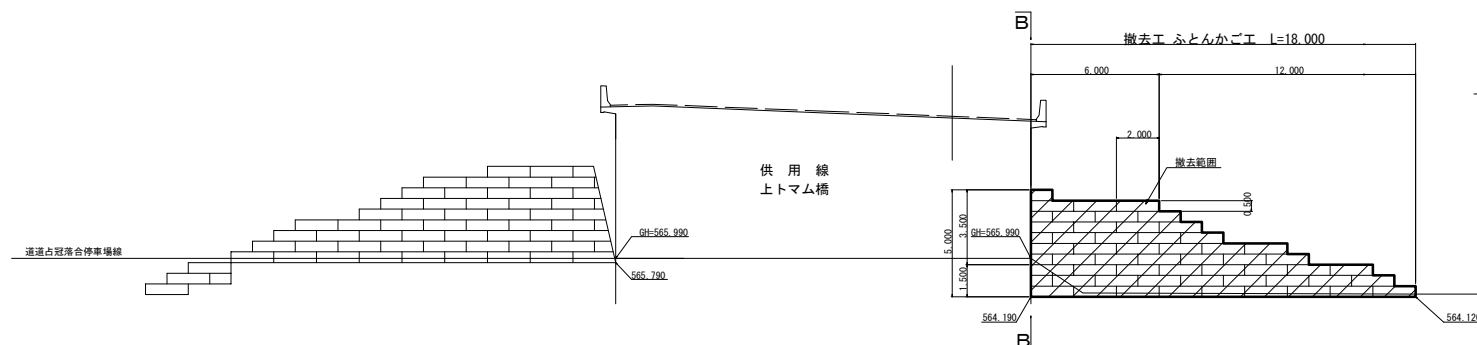 B
撤去工 ふとんかご工 L=18.000
6.000
12.000
2.000
撤去範囲
供 用 線
上トマム橋
0.500
5.000
3.500
GH=565.990
GH=565.990
道道占冠落合停車場線
565.790
1.500
564.190
564.120
B